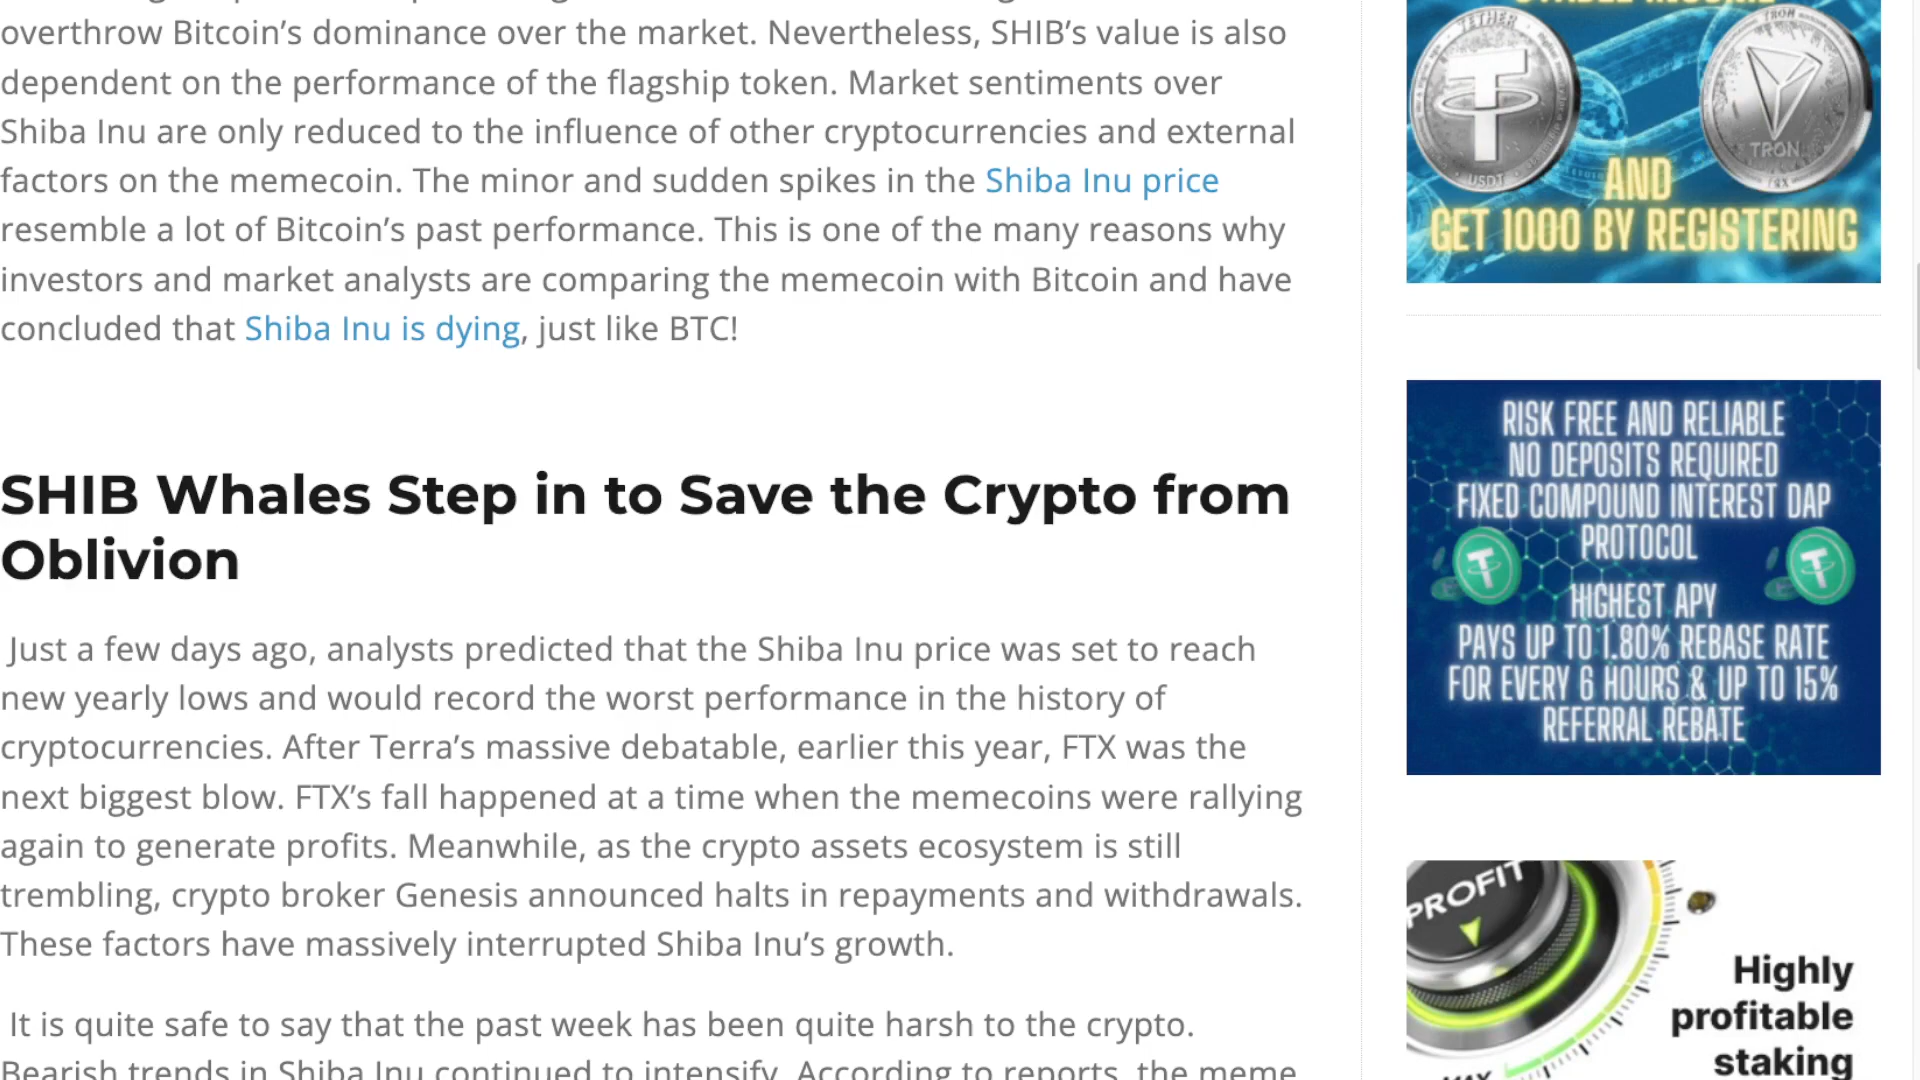 overthrow Bitcoin’s dominance over the market. Nevertheless, SHIB’s value is also
dependent on the performance of the flagship token. Market sentiments over
Shiba Inu are only reduced to the influence of other cryptocurrencies and external
factors on the memecoin. The minor and sudden spikes in the Shiba Inu price
resemble a lot of Bitcoin’s past performance. This is one of the many reasons why
investors and market analysts are comparing the memecoin with Bitcoin and have
concluded that Shiba Inu is dying, just like BTC!
SHIB Whales Step in to Save the Crypto from
Oblivion
Just a few days ago, analysts predicted that the Shiba Inu price was set to reach
new yearly lows and would record the worst performance in the history of
cryptocurrencies. After Terra’s massive debatable, earlier this year, FTX was the
next biggest blow. FTX’s fall happened at a time when the memecoins were rallying
again to generate profits. Meanwhile, as the crypto assets ecosystem is still
trembling, crypto broker Genesis announced halts in repayments and withdrawals.
These factors have massively interrupted Shiba Inu’s growth.
It is quite safe to say that the past week has been quite harsh to the crypto.
Bearish trends in Shiba Inu continued to intensify. According to reports, the meme
TETHER
USDT
TRON
TRON
TRX
AND
GET 1000 BY REGISTERING
RISK FREE AND RELIABLE
NO DEPOSITS REQUIRED
FIXED COMPOUND INTEREST DAP
PROTOCOL
HIGHEST APY
PAYS UP TO 1.80% REBASE RATE
FOR EVERY 6 HOURS & UP TO 15%
REFERRAL REBATE
PROFIT
MAX
Highly
profitable
staking